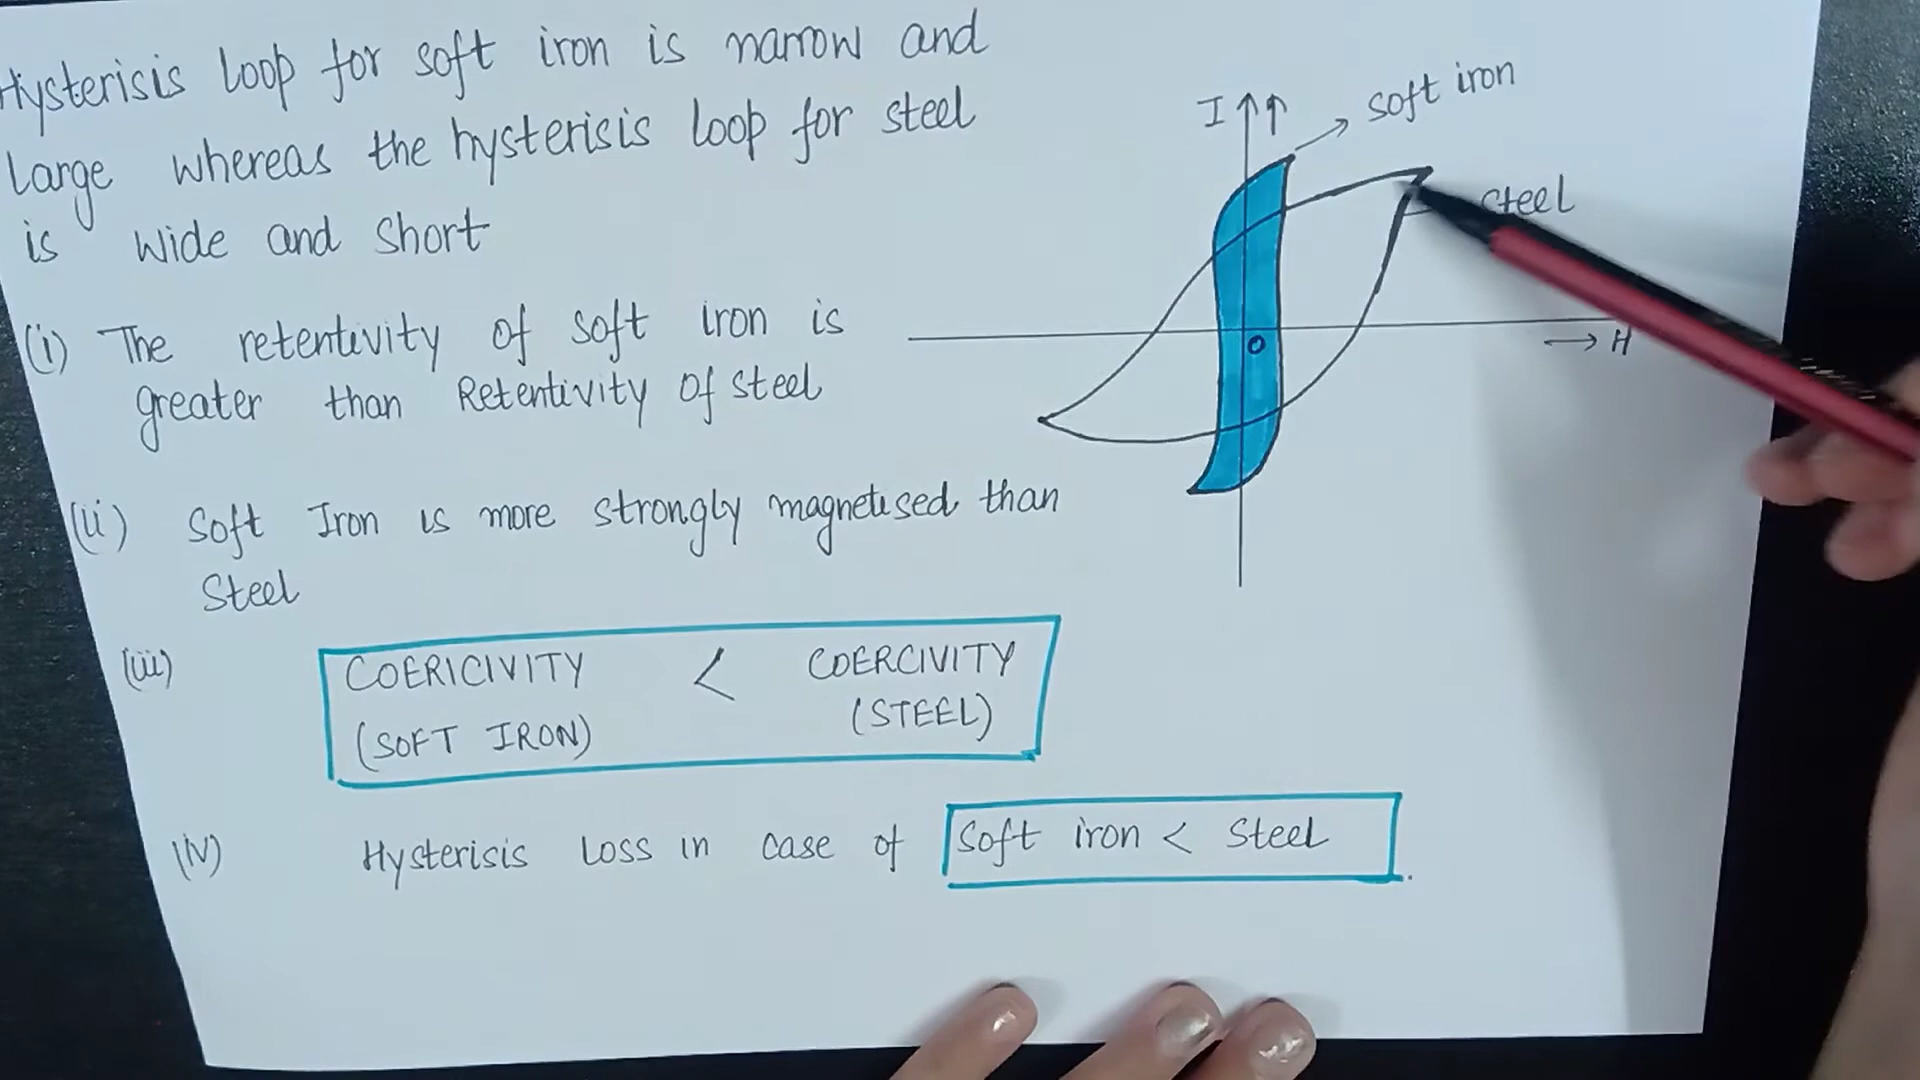 Hysterisis loop for soft iron is narrow and
large whereas the hysterisis loop for steel
is wide and short
(i) The retentivity of soft iron is
greater than Retentivity of steel
(ii) Soft Iron is more strongly magnetised than
Steel
(iii) COERICIVITY < COERCIVITY
(SOFT IRON) (STEEL)
(iv) Hysterisis Loss in case of Soft iron < Steel
I
soft iron
steel
O
H